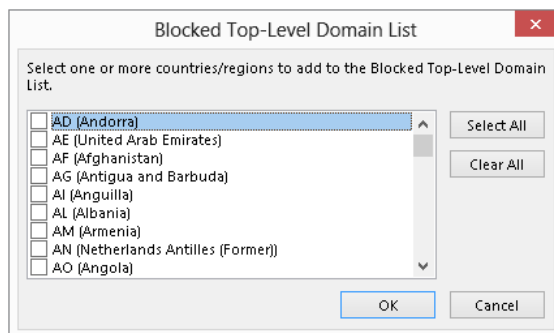 Blocked Top-Level Domain List
Select one or more countries/regions to add to the Blocked Top-Level Domain
List.
AD (Andorra)
AE (United Arab Emirates)
AF (Afghanistan)
AG (Antigua and Barbuda)
AI (Anguilla)
AL (Albania)
AM (Armenia)
AN (Netherlands Antilles (Former))
AO (Angola)
Select All
Clear All
OK
Cancel